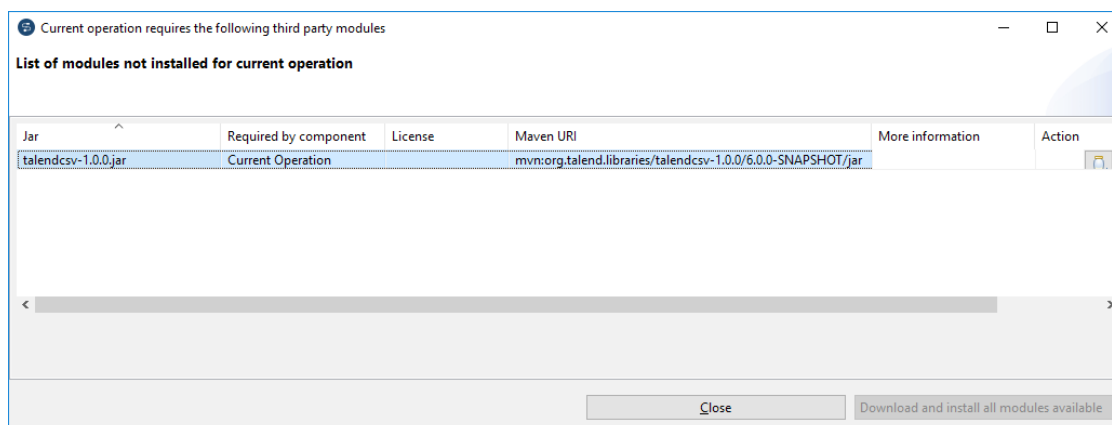 Current operation requires the following third party modules
List of modules not installed for current operation
Jar Required by component License Maven URI More information Action
talendcsv-1.0.0.jar Current Operation mvn:org.talend.libraries/talendcsv-1.0.0/6.0.0-SNAPSHOT/jar
Close Download and install all modules available